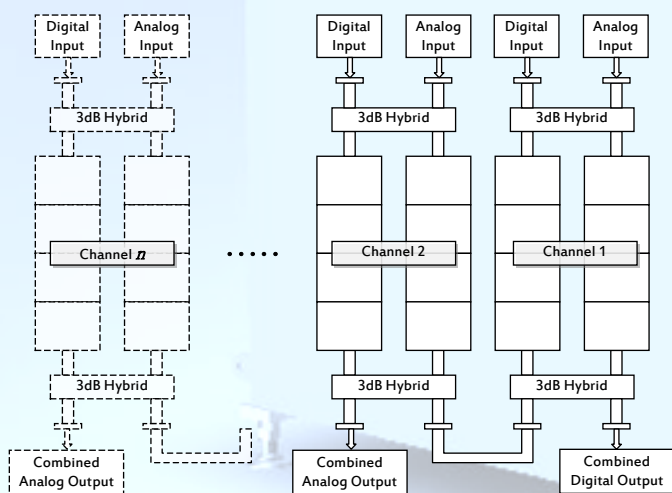 Digital Input
Analog Input
Digital Input
Analog Input
Digital Input
Analog Input
3dB Hybrid
3dB Hybrid
3dB Hybrid
Channel n
.....
Channel 2
Channel 1
3dB Hybrid
3dB Hybrid
3dB Hybrid
Combined
Analog Output
Combined
Analog Output
Combined
Digital Output